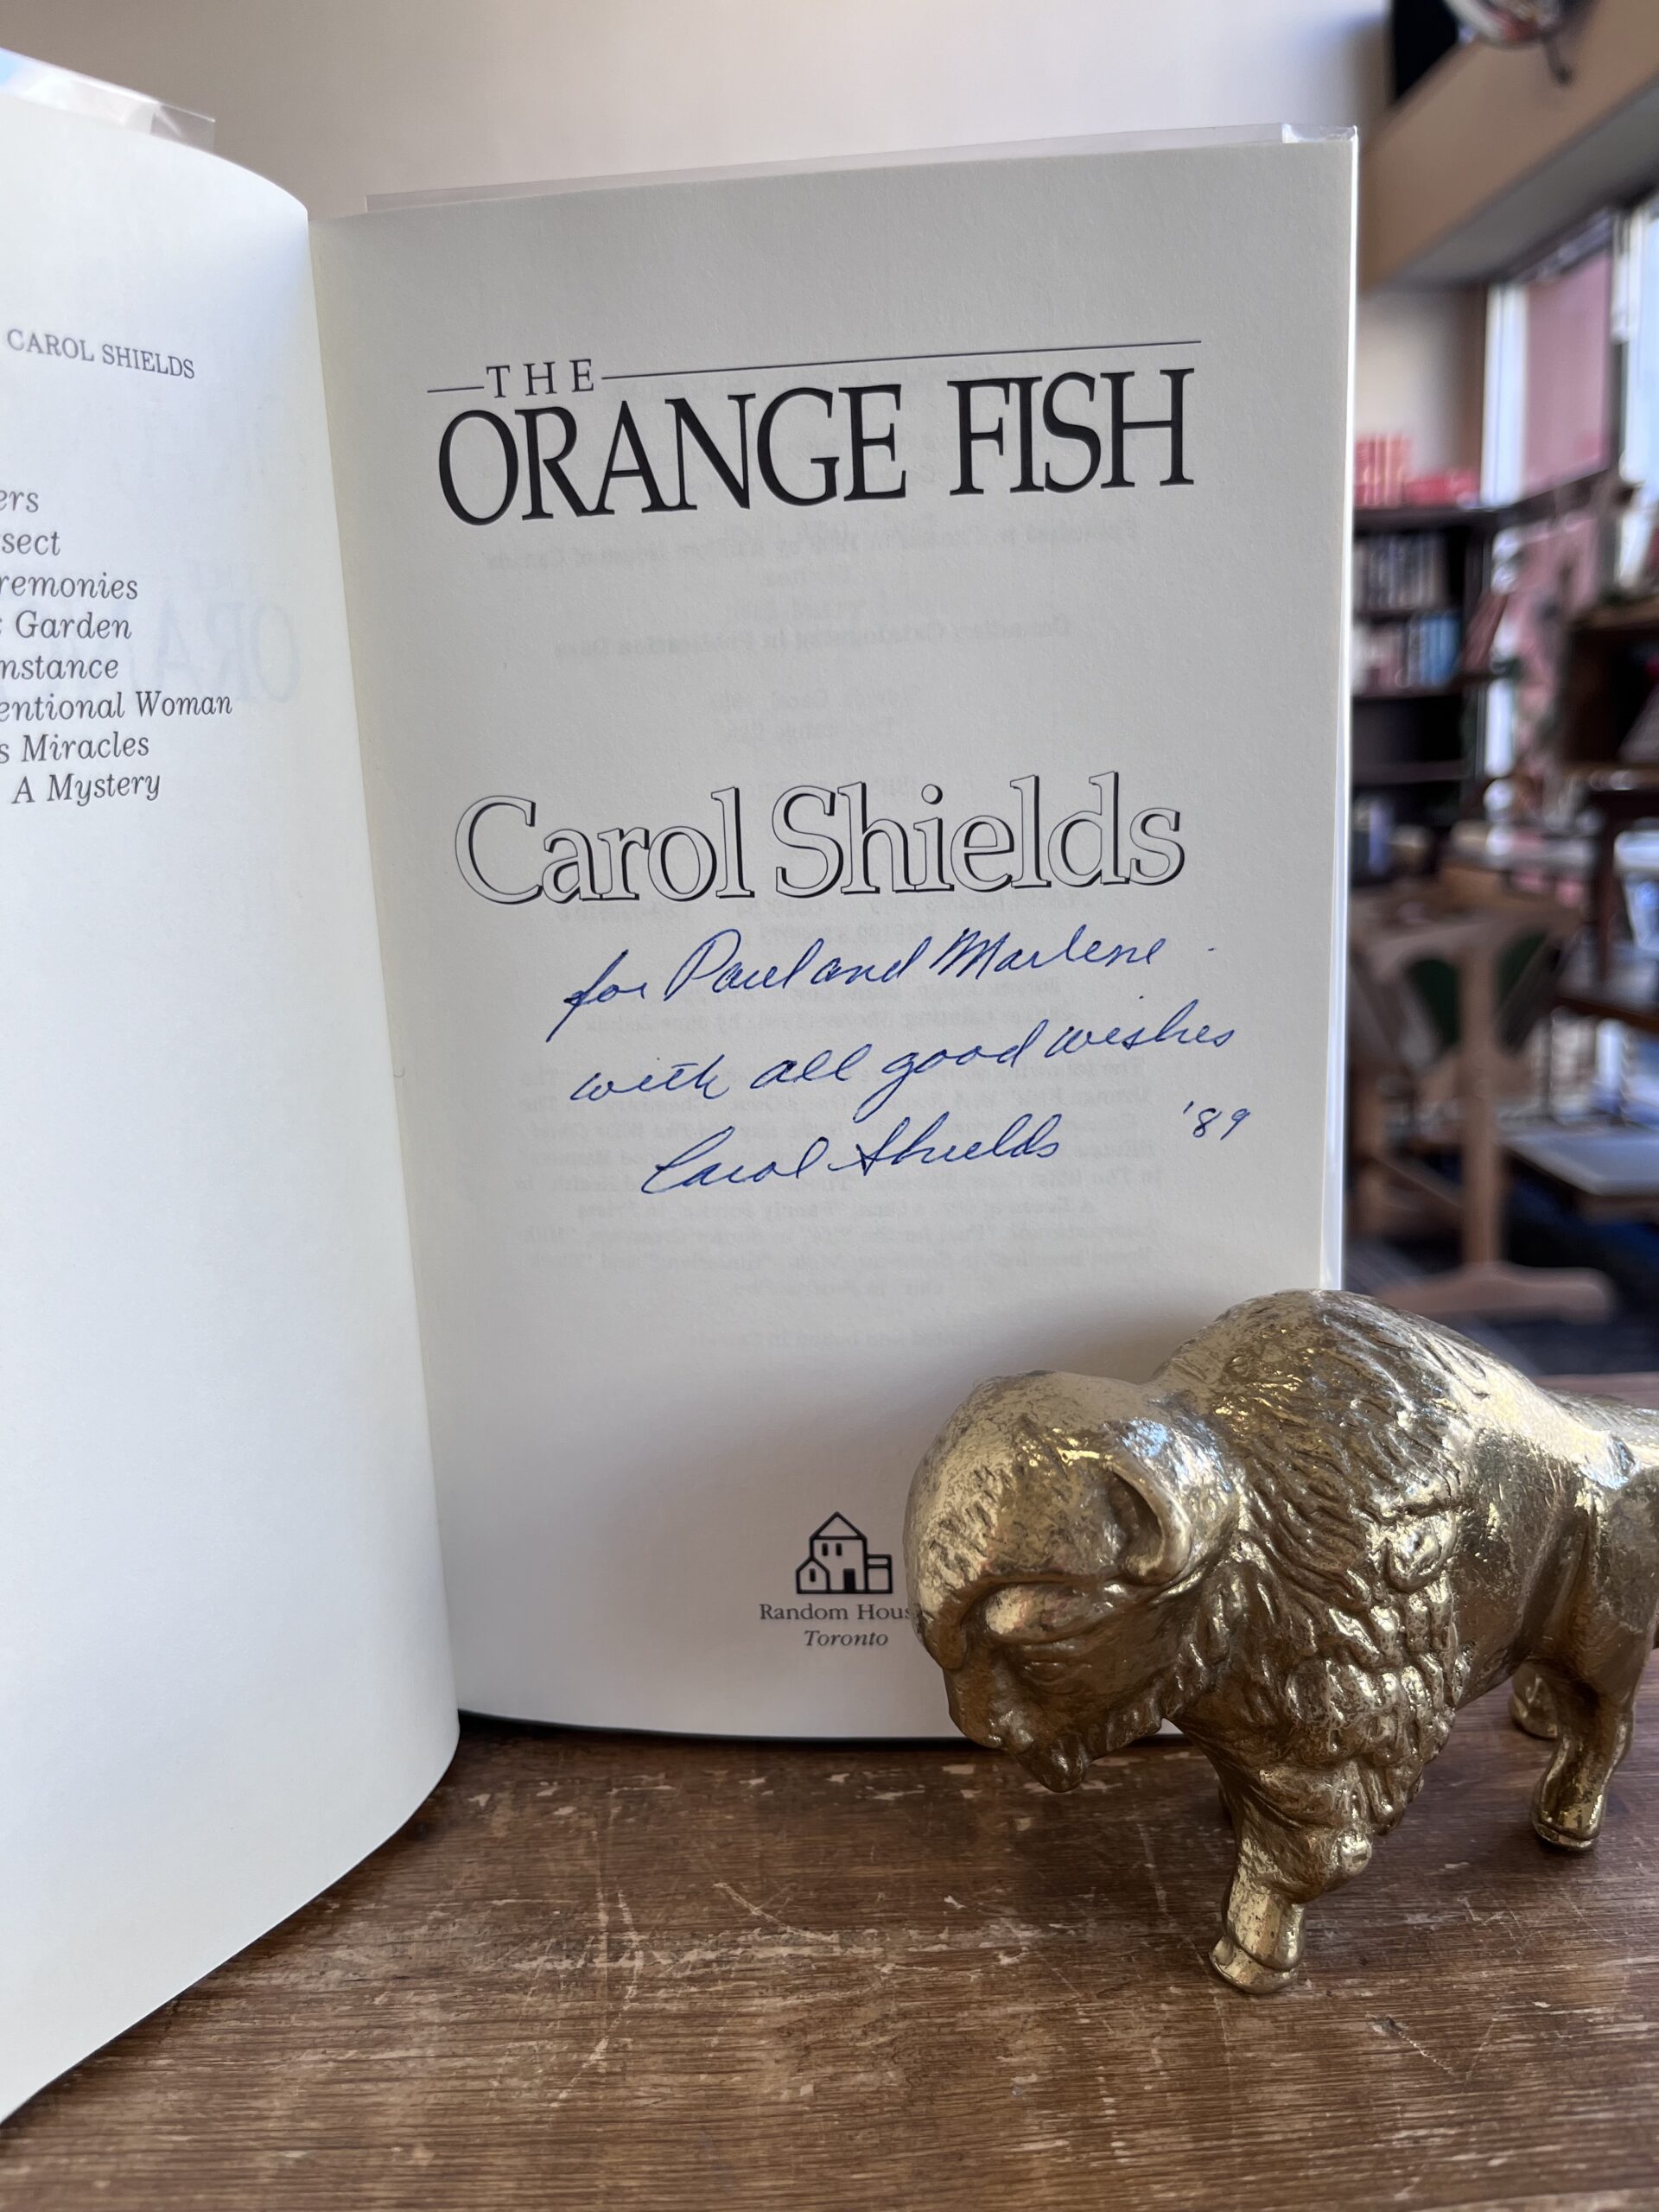 CAROL SHIELDS
ers
sect
remonies
Garden
nstance
entional Woman
s Miracles
A Mystery
THE
ORANGE FISH
Carol Shields
for Paul and Marlene
with all good wishes
Carol Shields '89
Random Hous
Toronto